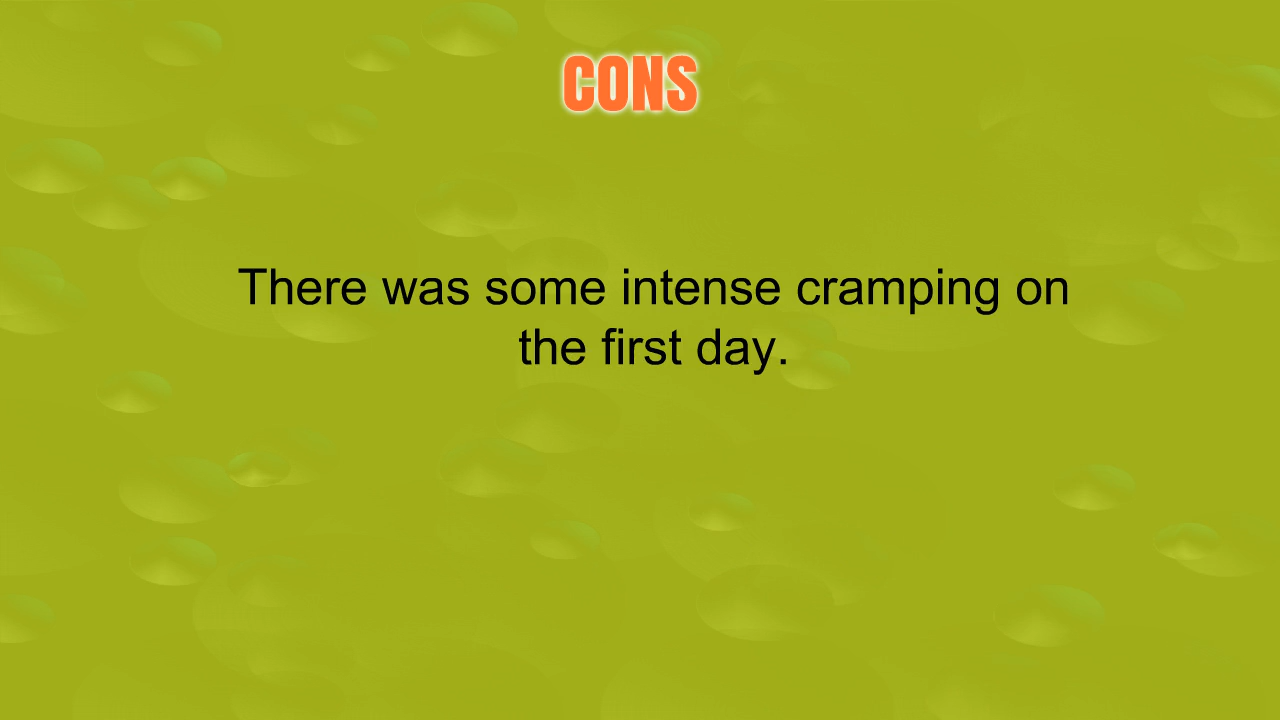 CONS
There was some intense cramping on
the first day.